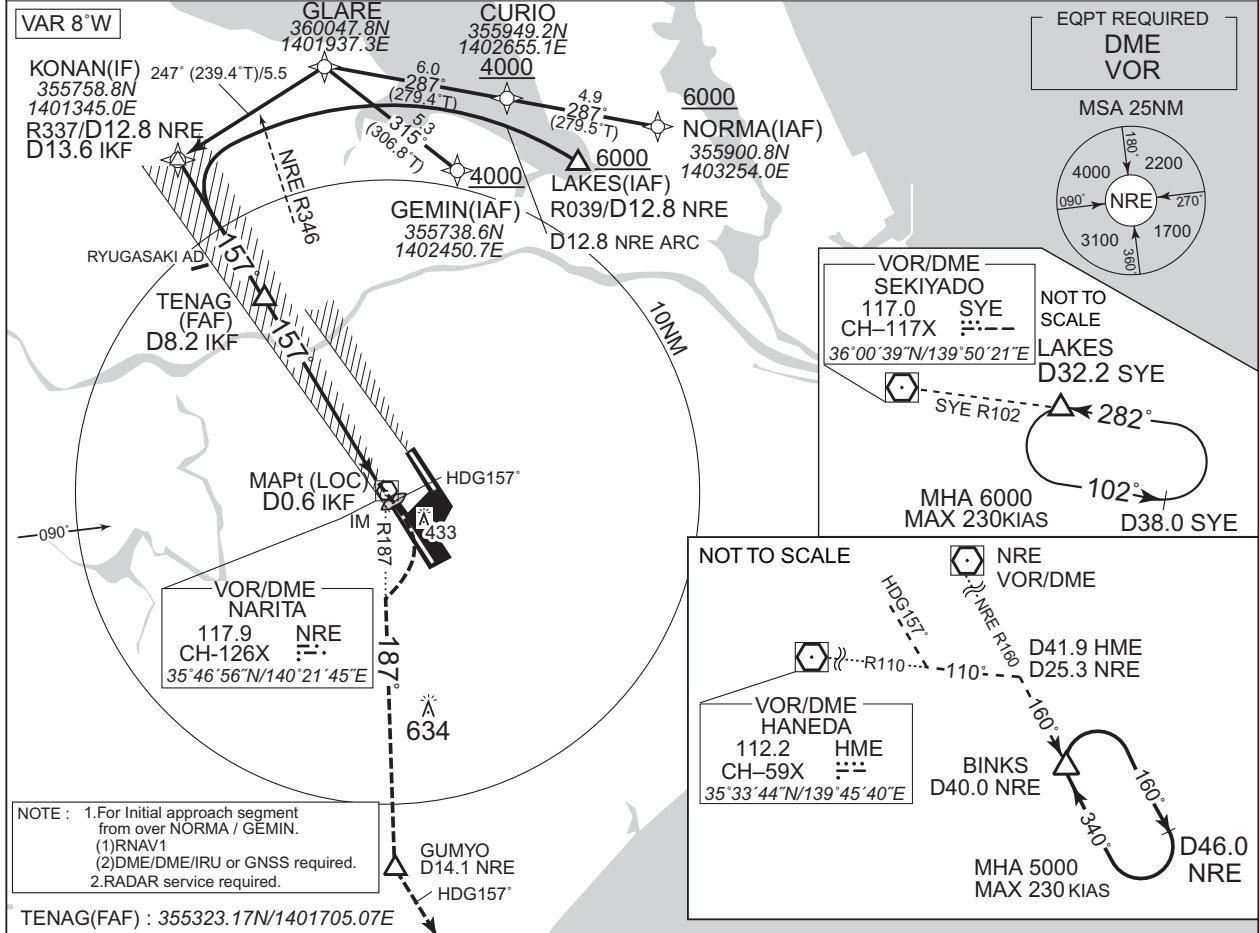 VAR 8°W
GLARE
360047.8N
1401937.3E
CURIO
355949.2N
1402655.1E
4000
KONAN(IF)
355758.8N
1401345.0E
R337/D12.8 NRE
D13.6 IKF
247° (239.4°T)/5.5
6.0
287°
(279.4°T)
4.9
287°
(279.5°T)
6000
NORMA(IAF)
355900.8N
1403254.0E
5.3
315°
(306.8°T)
4000
GEMIN(IAF)
355738.6N
1402450.7E
6000
LAKES(IAF)
R039/D12.8 NRE
D12.8 NRE ARC
NRE R346
EQPT REQUIRED
DME
VOR
MSA 25NM
180°
4000
2200
090°
NRE
270°
3100
1700
360°
RYUGASAKI AD
157°
TENAG
(FAF)
D8.2 IKF
157°
10NM
MAPt (LOC)
D0.6 IKF
IM
HDG157°
433
R187
090°
VOR/DME
NARITA
117.9 NRE
CH-126X
35°46´56˝N/140°21´45˝E
187°
634
GUMYO
D14.1 NRE
HDG157°
NOTE : 1.For Initial approach segment
from over NORMA / GEMIN.
(1)RNAV1
(2)DME/DME/IRU or GNSS required.
2.RADAR service required.
TENAG(FAF) : 355323.17N/1401705.07E
VOR/DME
SEKIYADO
117.0 SYE
CH–117X
36°00´39˝N/139°50´21˝E
NOT TO
SCALE
LAKES
D32.2 SYE
SYE R102
282°
102°
MHA 6000
MAX 230KIAS
D38.0 SYE
NOT TO SCALE
NRE
VOR/DME
HDG157°
NRE R160
R110
110°
D41.9 HME
D25.3 NRE
VOR/DME
HANEDA
112.2 HME
CH–59X
35°33´44˝N/139°45´40˝E
160°
BINKS
D40.0 NRE
160°
340°
D46.0
NRE
MHA 5000
MAX 230 KIAS